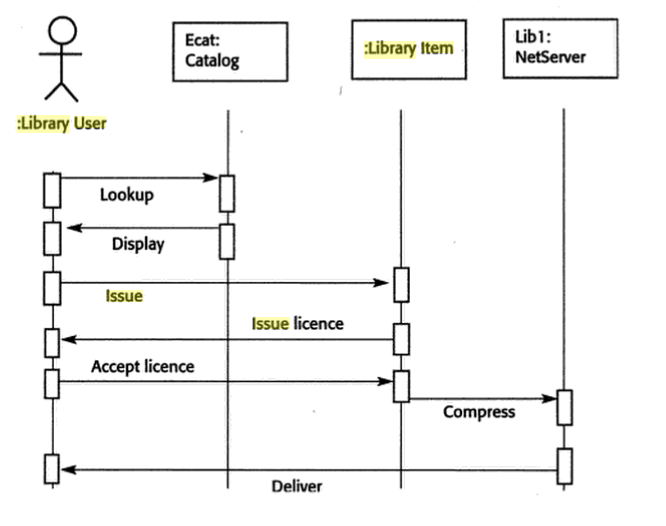 Ecat:
Catalog
:Library Item
Lib1:
NetServer
:Library User
Lookup
Display
Issue
Issue licence
Accept licence
Compress
Deliver